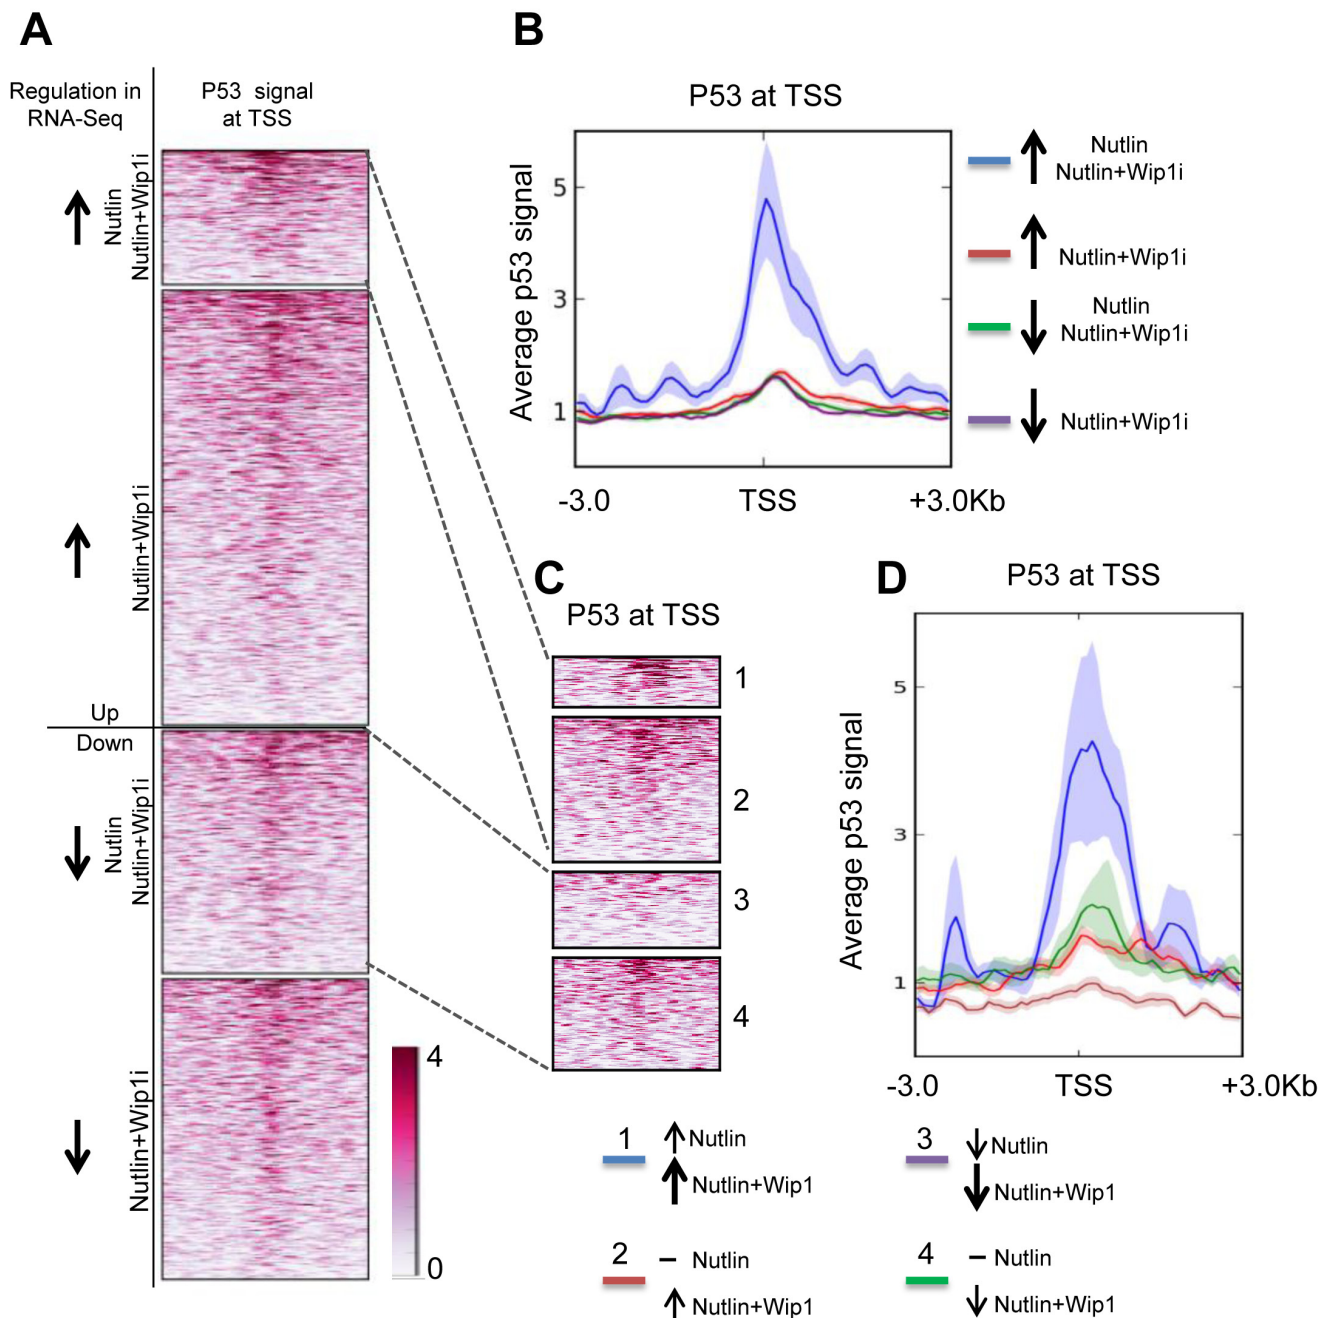 A
Regulation in
RNA-Seq
P53 signal
at TSS
Nutlin
Nutlin+Wip1i
Nutlin+Wip1i
Up
Down
Nutlin
Nutlin+Wip1i
Nutlin+Wip1i
4
0
B
P53 at TSS
Average p53 signal
5
3
1
-3.0
TSS
+3.0Kb
Nutlin
Nutlin+Wip1i
Nutlin+Wip1i
Nutlin
Nutlin+Wip1i
Nutlin+Wip1i
C
P53 at TSS
1
2
3
4
D
P53 at TSS
Average p53 signal
5
3
1
-3.0
TSS
+3.0Kb
1
Nutlin
Nutlin+Wip1
2
– Nutlin
Nutlin+Wip1
3
Nutlin
Nutlin+Wip1
4
– Nutlin
Nutlin+Wip1